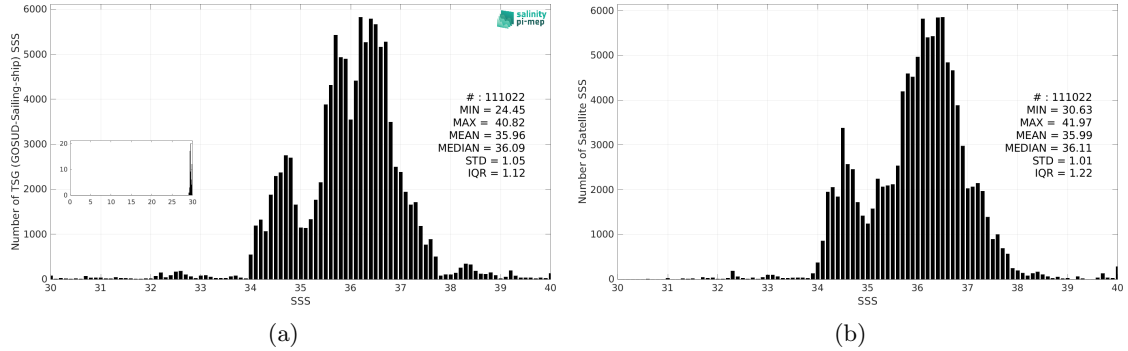 6000
5000
4000
3000
2000
1000
0
Number of TSG (GOSUD-Sailing-ship) SSS
salinity
pi-mep
# : 111022
MIN = 24.45
MAX = 40.82
MEAN = 35.96
MEDIAN = 36.09
STD = 1.05
IQR = 1.12
20
10
0
0 5 10 15 20 25 30
30 31 32 33 34 35 36 37 38 39 40
SSS
(a)
6000
5000
4000
3000
2000
1000
0
Number of Satellite SSS
# : 111022
MIN = 30.63
MAX = 41.97
MEAN = 35.99
MEDIAN = 36.11
STD = 1.01
IQR = 1.22
30 31 32 33 34 35 36 37 38 39 40
SSS
(b)